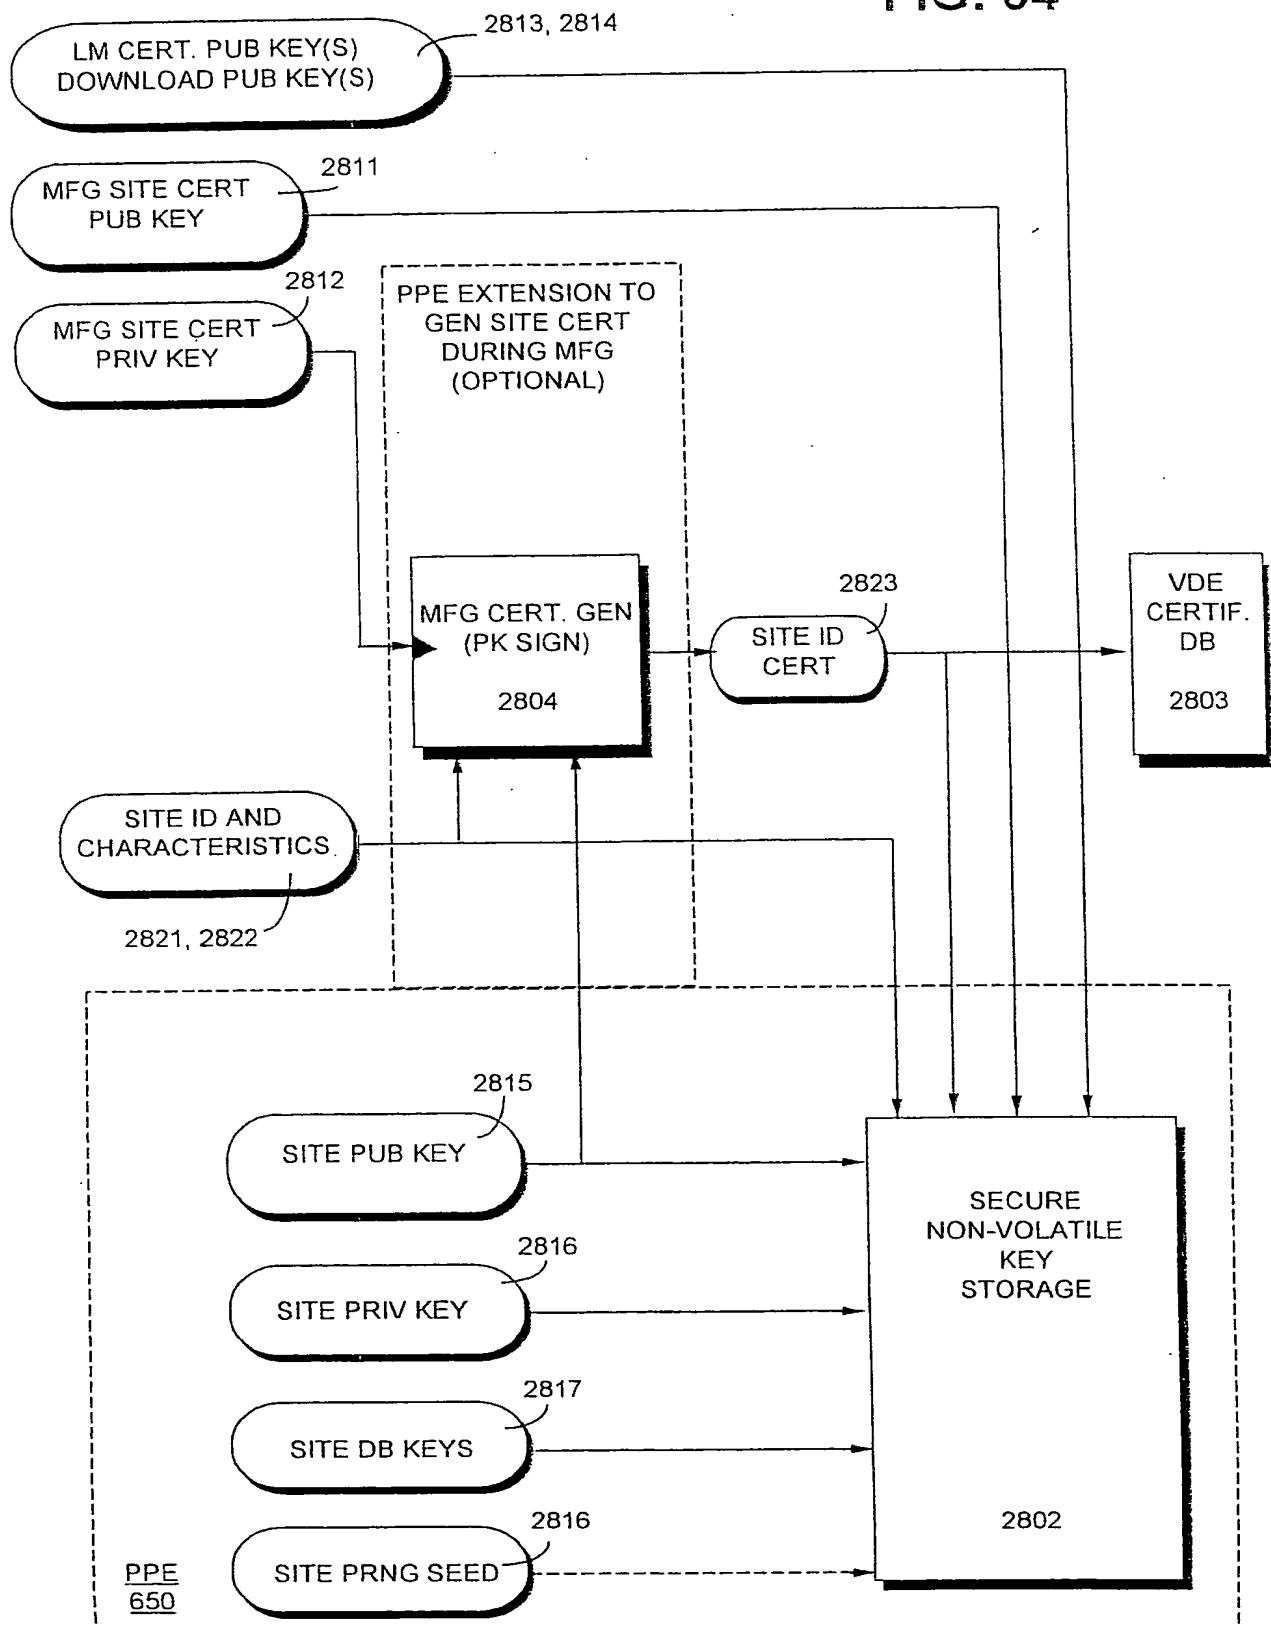 FIG. 64
2813, 2814
LM CERT. PUB KEY(S)
DOWNLOAD PUB KEY(S)
2811
MFG SITE CERT
PUB KEY
2812
MFG SITE CERT
PRIV KEY
PPE EXTENSION TO
GEN SITE CERT
DURING MFG
(OPTIONAL)
MFG CERT. GEN
(PK SIGN)
2804
2823
SITE ID
CERT
VDE
CERTIF.
DB
2803
SITE ID AND
CHARACTERISTICS
2821, 2822
2815
SITE PUB KEY
2816
SITE PRIV KEY
2817
SITE DB KEYS
2816
SITE PRNG SEED
SECURE
NON-VOLATILE
KEY
STORAGE
2802
PPE
650